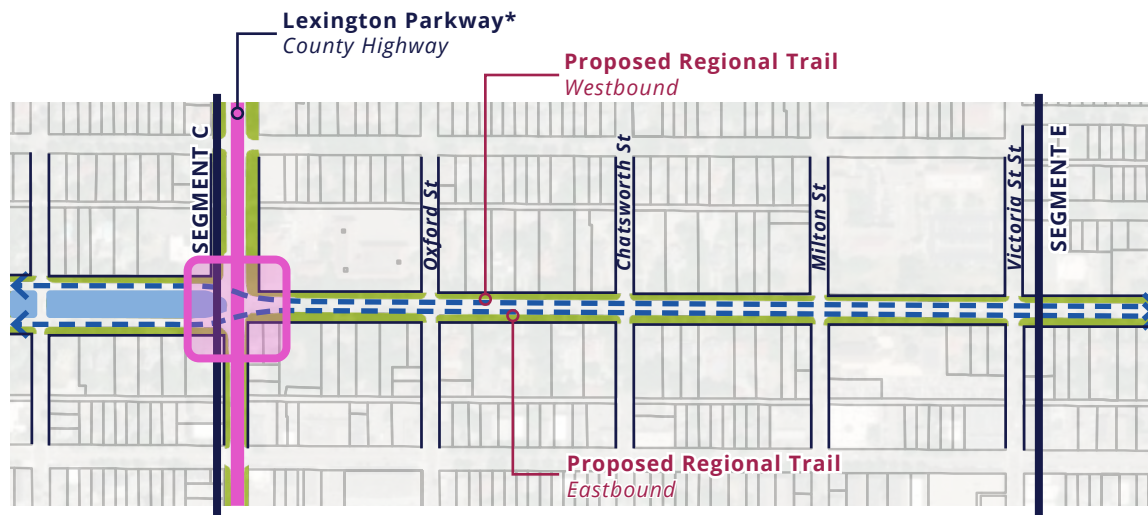 Lexington Parkway*
County Highway
Proposed Regional Trail
Westbound
SEGMENT C
Oxford St
Chatsworth St
Milton St
Victoria St St
SEGMENT E
Proposed Regional Trail
Eastbound